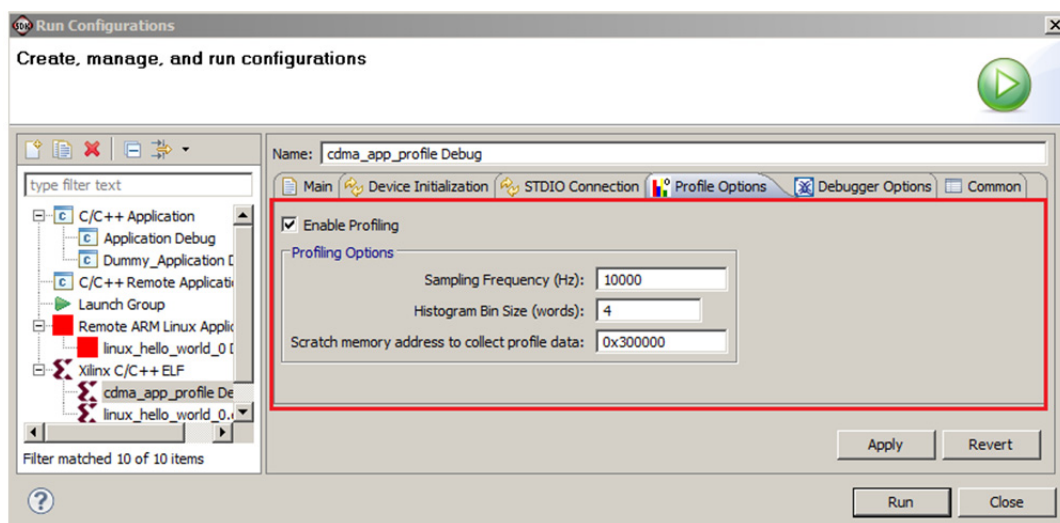 SDK Run Configurations
Create, manage, and run configurations
Name: cdma_app_profile Debug
type filter text
Main Device Initialization STDIO Connection Profile Options Debugger Options Common
C/C++ Application
Application Debug
Dummy_Application D
C/C++ Remote Applicati
Launch Group
Remote ARM Linux Applic
linux_hello_world_0 D
Xilinx C/C++ ELF
cdma_app_profile De
linux_hello_world_0.e
Filter matched 10 of 10 items
Enable Profiling
Profiling Options
Sampling Frequency (Hz): 10000
Histogram Bin Size (words): 4
Scratch memory address to collect profile data: 0x300000
Apply Revert
? Run Close